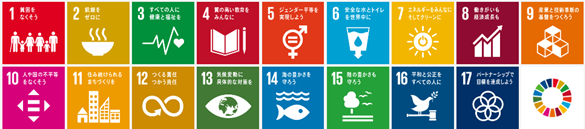 1 貧困を
なくそう
2 飢餓を
ゼロに
3 すべての人に
健康と福祉を
4 質の高い教育を
みんなに
5 ジェンダー平等を
実現しよう
6 安全な水とトイレ
を世界中に
7 エネルギーをみんなに
そしてクリーンに
8 働きがいも
経済成長も
9 産業と技術革新の
基盤をつくろう
10 人や国の不平等
をなくそう
11 住み続けられる
まちづくりを
12 つくる責任
つかう責任
13 気候変動に
具体的な対策を
14 海の豊かさを
守ろう
15 陸の豊かさも
守ろう
16 平和と公正を
すべての人に
17 パートナーシップで
目標を達成しよう